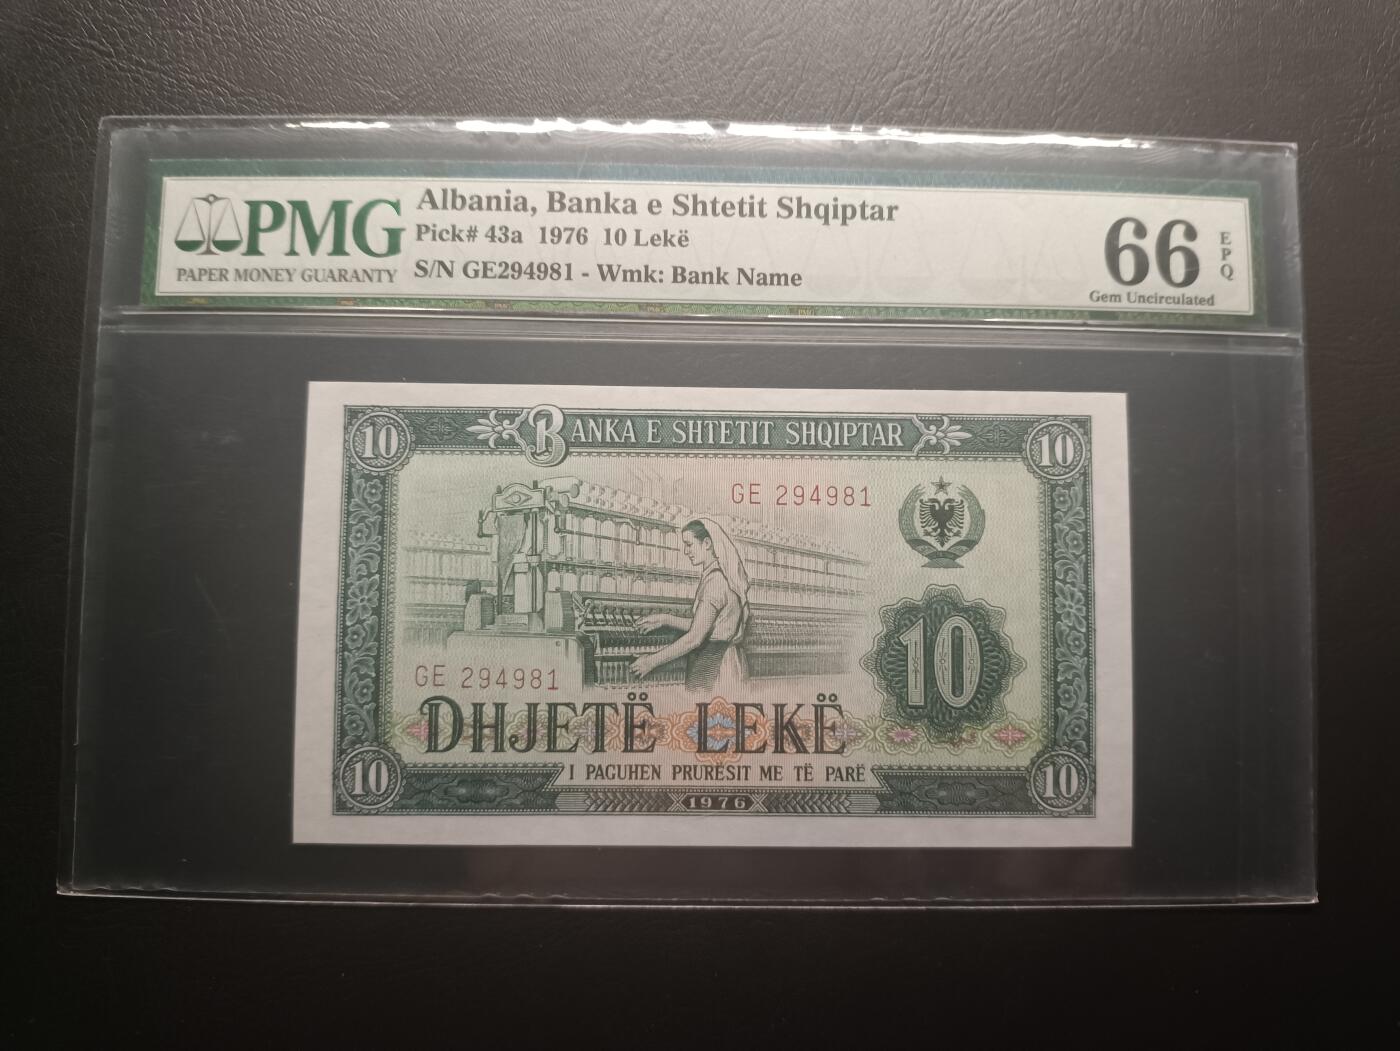 PMG
PAPER MONEY GUARANTY
Albania, Banka e Shtetit Shqiptar
Pick# 43a 1976 10 Lekë
S/N GE294981 - Wmk: Bank Name
66
EPQ
Gem Uncirculated
10
BANKA E SHTETIT SHQIPTAR
10
GE 294981
10
GE 294981
DHJETË LEKË
I PAGUHEN PRURËSIT ME TË PARË
10
1976
10